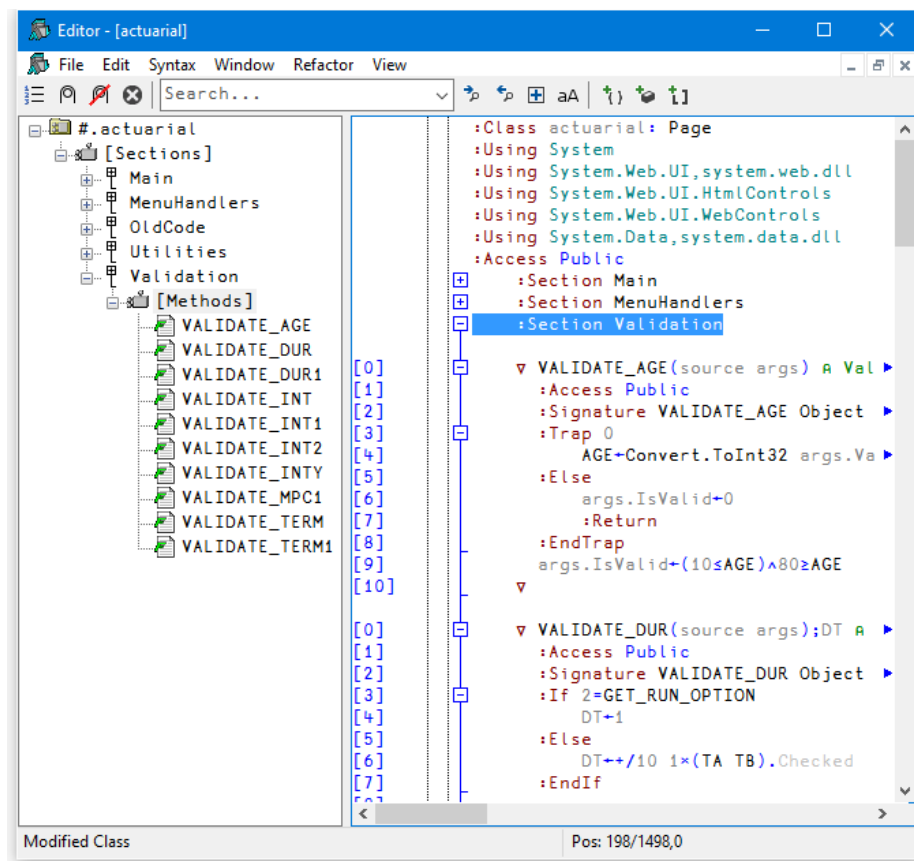 Editor - [actuarial]
File Edit Syntax Window Refactor View
Search... aA
#.actuarial
[Sections]
Main
MenuHandlers
OldCode
Utilities
Validation
[Methods]
VALIDATE_AGE
VALIDATE_DUR
VALIDATE_DUR1
VALIDATE_INT
VALIDATE_INT1
VALIDATE_INT2
VALIDATE_INTY
VALIDATE_MPC1
VALIDATE_TERM
VALIDATE_TERM1
:Class actuarial: Page
:Using System
:Using System.Web.UI,system.web.dll
:Using System.Web.UI.HtmlControls
:Using System.Web.UI.WebControls
:Using System.Data,system.data.dll
:Access Public
:Section Main
:Section MenuHandlers
:Section Validation
[0] ∇ VALIDATE_AGE(source args) ⍝ Val
[1] :Access Public
[2] :Signature VALIDATE_AGE Object
[3] :Trap 0
[4] AGE←Convert.ToInt32 args.Va
[5] :Else
[6] args.IsValid←0
[7] :Return
[8] :EndTrap
[9] args.IsValid←(10≤AGE)∧80≥AGE
[10] ∇
[0] ∇ VALIDATE_DUR(source args);DT ⍝
[1] :Access Public
[2] :Signature VALIDATE_DUR Object
[3] :If 2=GET_RUN_OPTION
[4] DT←1
[5] :Else
[6] DT←+/10 1×(TA TB).Checked
[7] :EndIf
Modified Class Pos: 198/1498,0